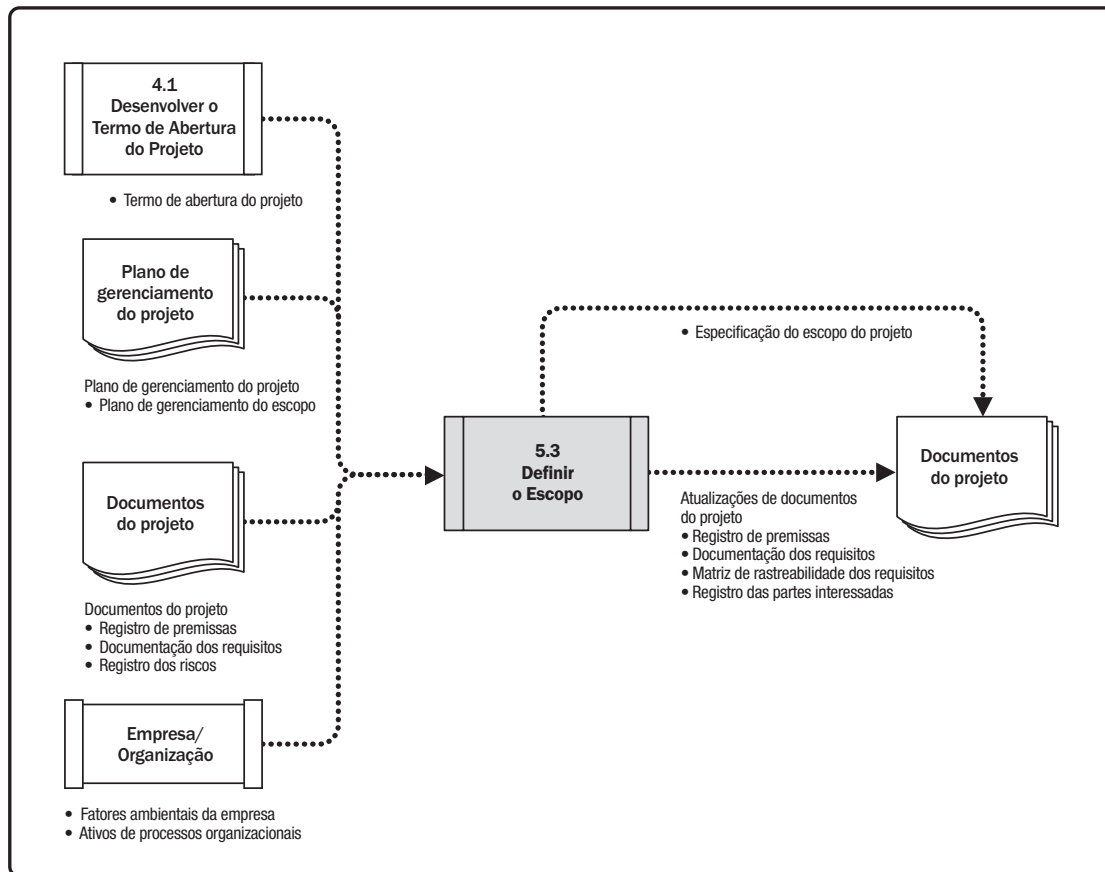 4.1
Desenvolver o
Termo de Abertura
do Projeto
• Termo de abertura do projeto
Plano de
gerenciamento
do projeto
Plano de gerenciamento do projeto
• Plano de gerenciamento do escopo
Documentos
do projeto
Documentos do projeto
• Registro de premissas
• Documentação dos requisitos
• Registro dos riscos
Empresa/
Organização
• Fatores ambientais da empresa
• Ativos de processos organizacionais
5.3
Definir
o Escopo
• Especificação do escopo do projeto
Atualizações de documentos
do projeto
• Registro de premissas
• Documentação dos requisitos
• Matriz de rastreabilidade dos requisitos
• Registro das partes interessadas
Documentos
do projeto